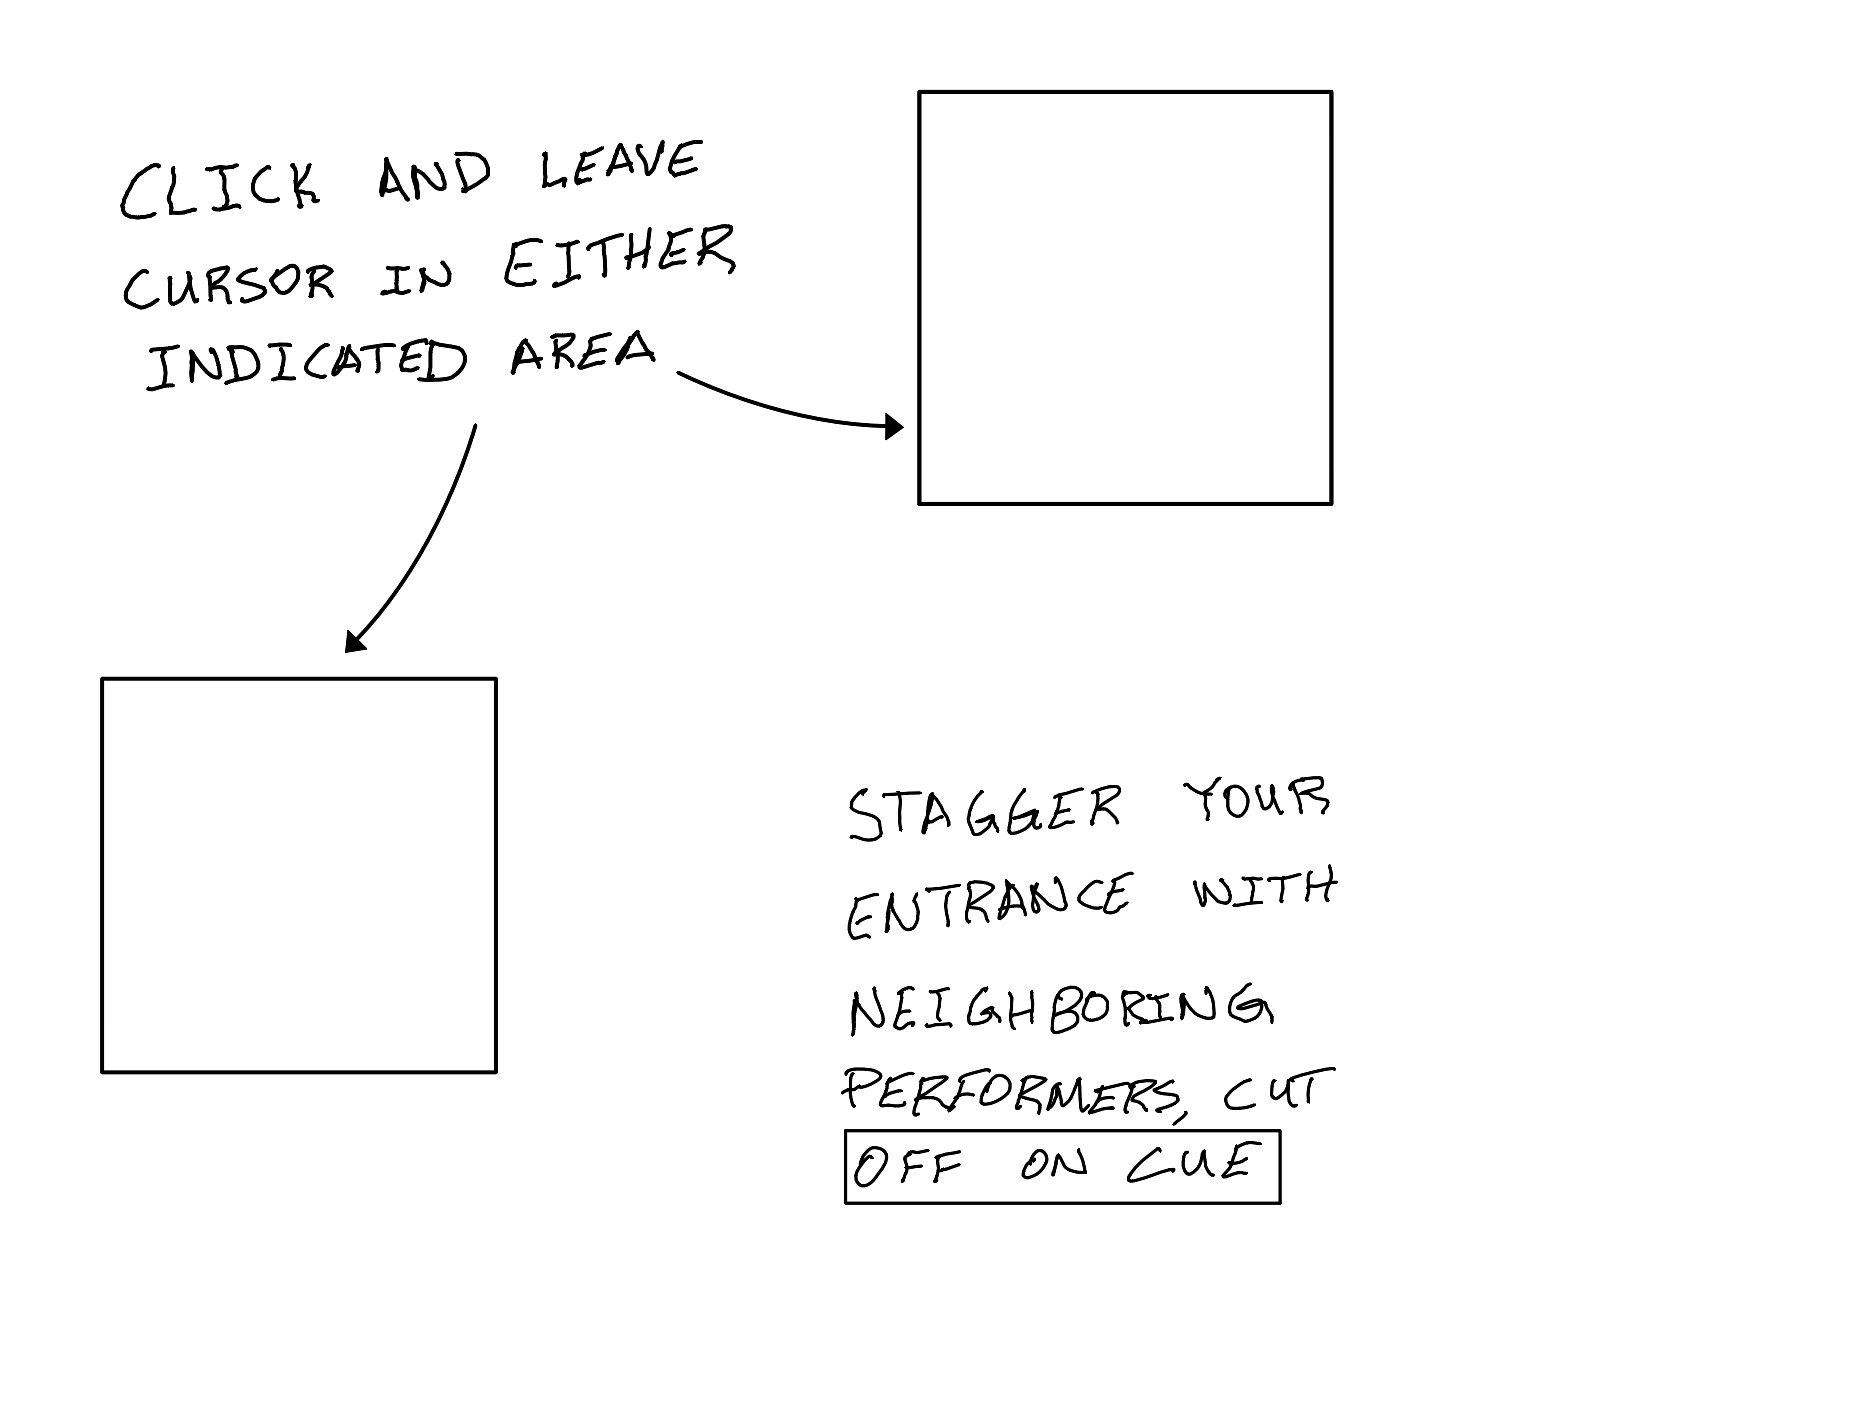 CLICK AND LEAVE
CURSOR IN EITHER
INDICATED AREA
STAGGER YOUR
ENTRANCE WITH
NEIGHBORING
PERFORMERS, CUT
OFF ON CUE